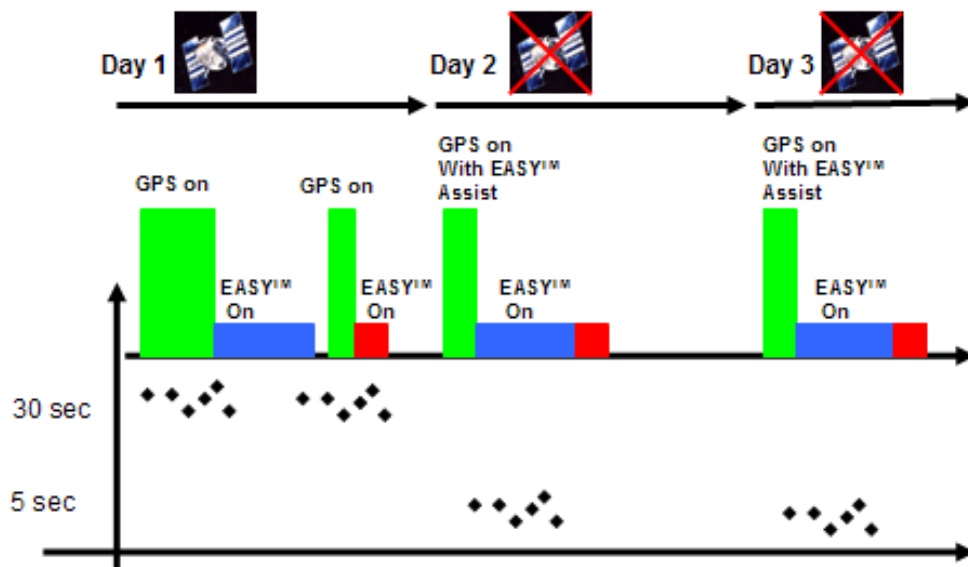 Day 1
Day 2
Day 3
GPS on
GPS on
GPS on
With EASY™
Assist
GPS on
With EASY™
Assist
EASY™
On
EASY™
On
EASY™
On
EASY™
On
30 sec
5 sec